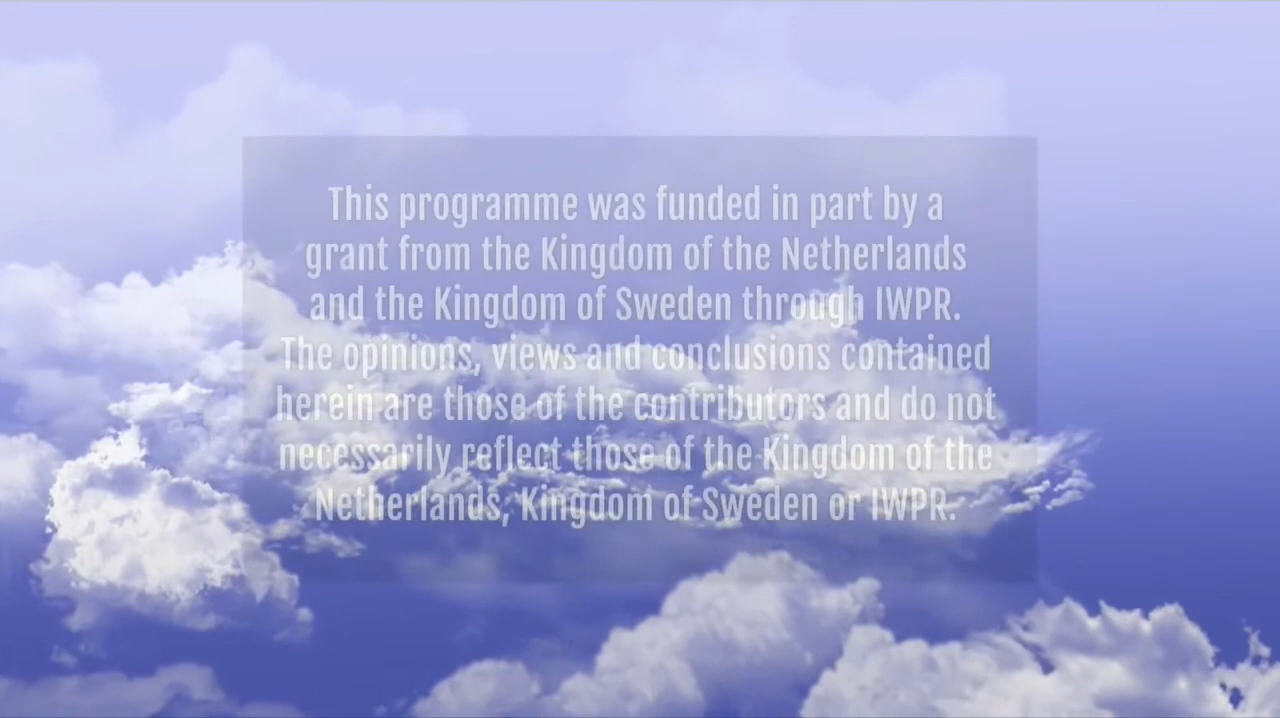 This programme was funded in part by a
grant from the Kingdom of the Netherlands
and the Kingdom of Sweden through IWPR.
The opinions, views and conclusions contained
herein are those of the contributors and do not
necessarily reflect those of the Kingdom of the
Netherlands, Kingdom of Sweden or IWPR.